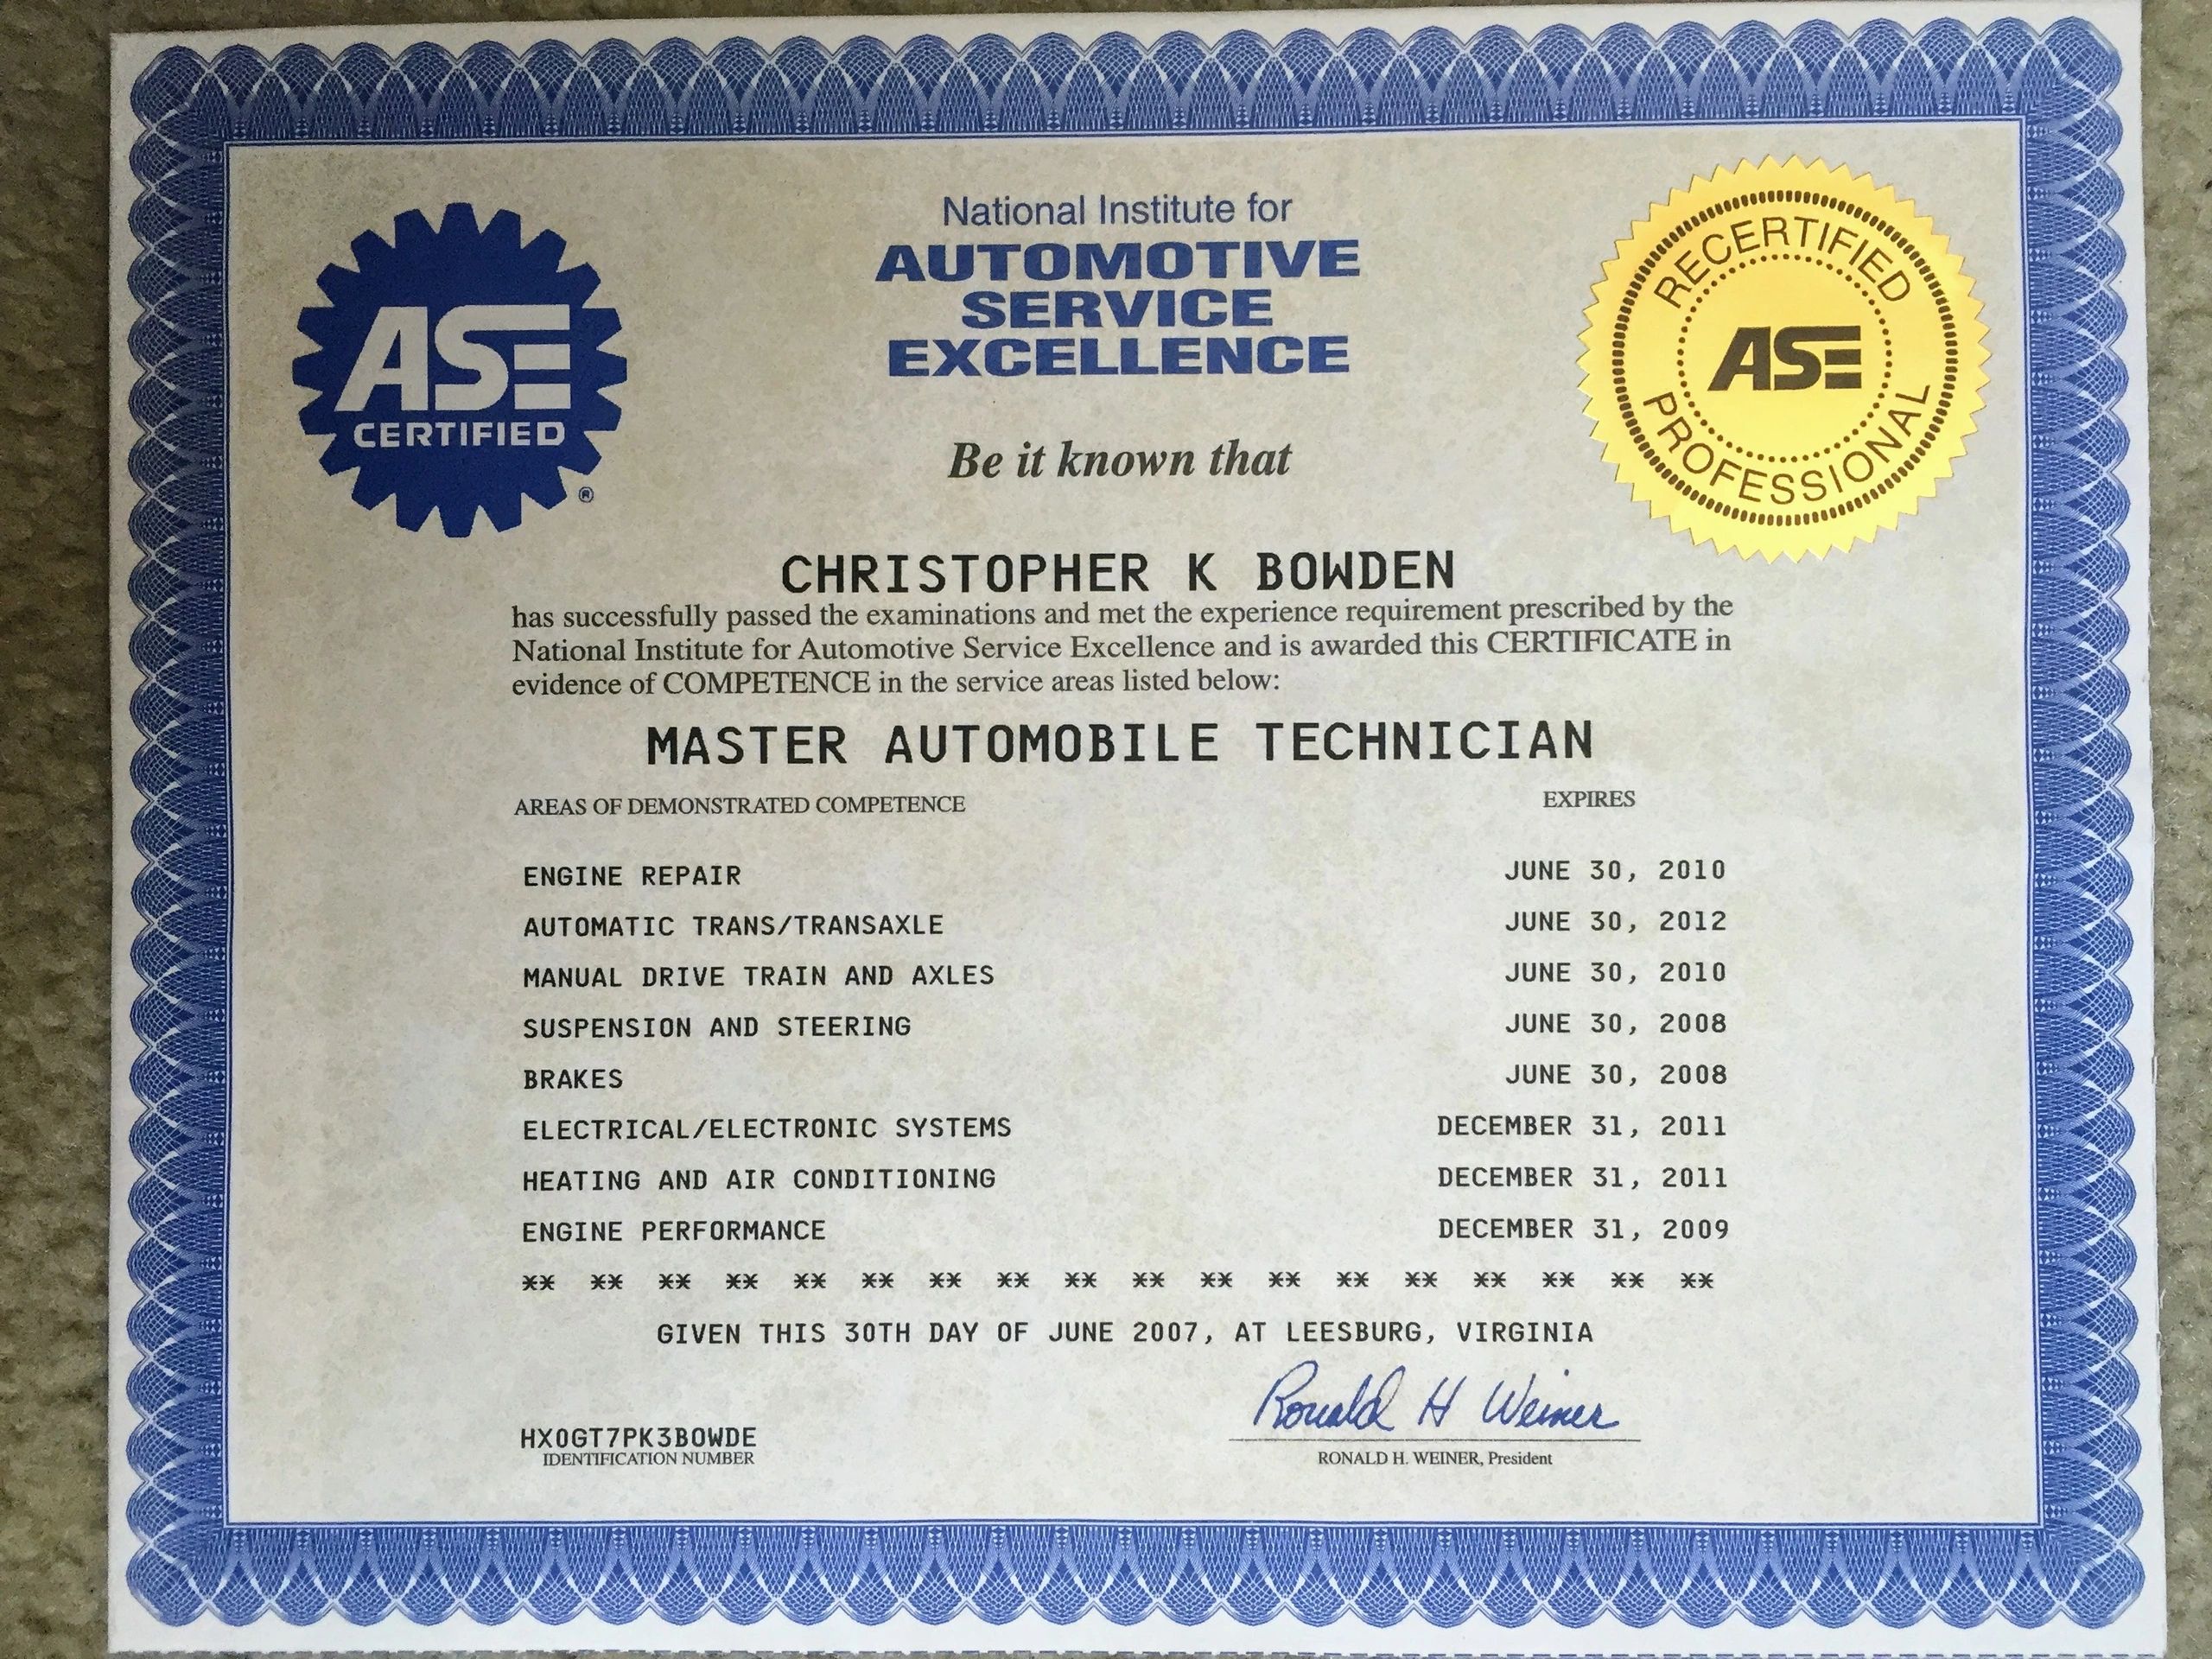 ASE
CERTIFIED
®
National Institute for
AUTOMOTIVE
SERVICE
EXCELLENCE
RECERTIFIED
ASE
PROFESSIONAL
Be it known that
CHRISTOPHER K BOWDEN
has successfully passed the examinations and met the experience requirement prescribed by the
National Institute for Automotive Service Excellence and is awarded this CERTIFICATE in
evidence of COMPETENCE in the service areas listed below:
MASTER AUTOMOBILE TECHNICIAN
AREAS OF DEMONSTRATED COMPETENCE EXPIRES
ENGINE REPAIR JUNE 30, 2010
AUTOMATIC TRANS/TRANSAXLE JUNE 30, 2012
MANUAL DRIVE TRAIN AND AXLES JUNE 30, 2010
SUSPENSION AND STEERING JUNE 30, 2008
BRAKES JUNE 30, 2008
ELECTRICAL/ELECTRONIC SYSTEMS DECEMBER 31, 2011
HEATING AND AIR CONDITIONING DECEMBER 31, 2011
ENGINE PERFORMANCE DECEMBER 31, 2009
** ** ** ** ** ** ** ** ** ** ** ** ** ** ** ** ** **
GIVEN THIS 30TH DAY OF JUNE 2007, AT LEESBURG, VIRGINIA
Ronald H Weiner
HX0GT7PK3BOWDE
IDENTIFICATION NUMBER RONALD H. WEINER, President